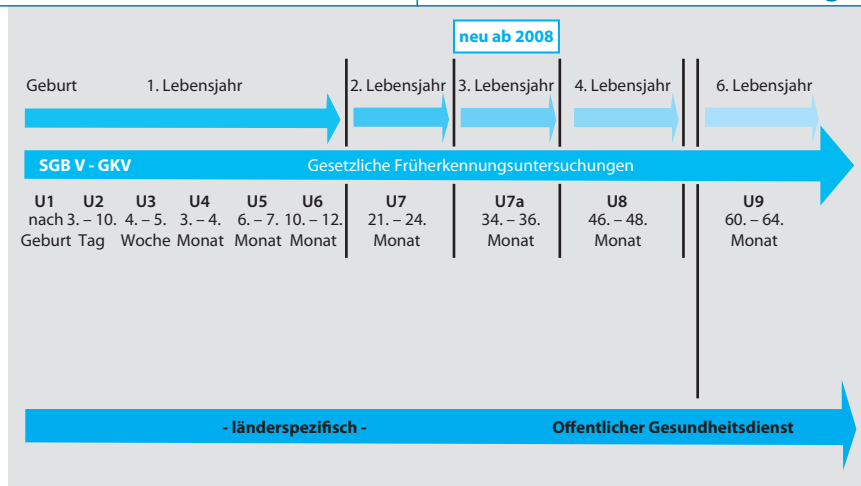 neu ab 2008
Geburt 1. Lebensjahr 2. Lebensjahr 3. Lebensjahr 4. Lebensjahr 6. Lebensjahr
SGB V - GKV Gesetzliche Früherkennungsuntersuchungen
U1 U2 U3 U4 U5 U6 U7 U7a U8 U9
nach 3. – 10. 4. – 5. 3. – 4. 6. – 7. 10. – 12. 21. – 24. 34. – 36. 46. – 48. 60. – 64.
Geburt Tag Woche Monat Monat Monat Monat Monat Monat Monat
- länderspezifisch - Offentlicher Gesundheitsdienst